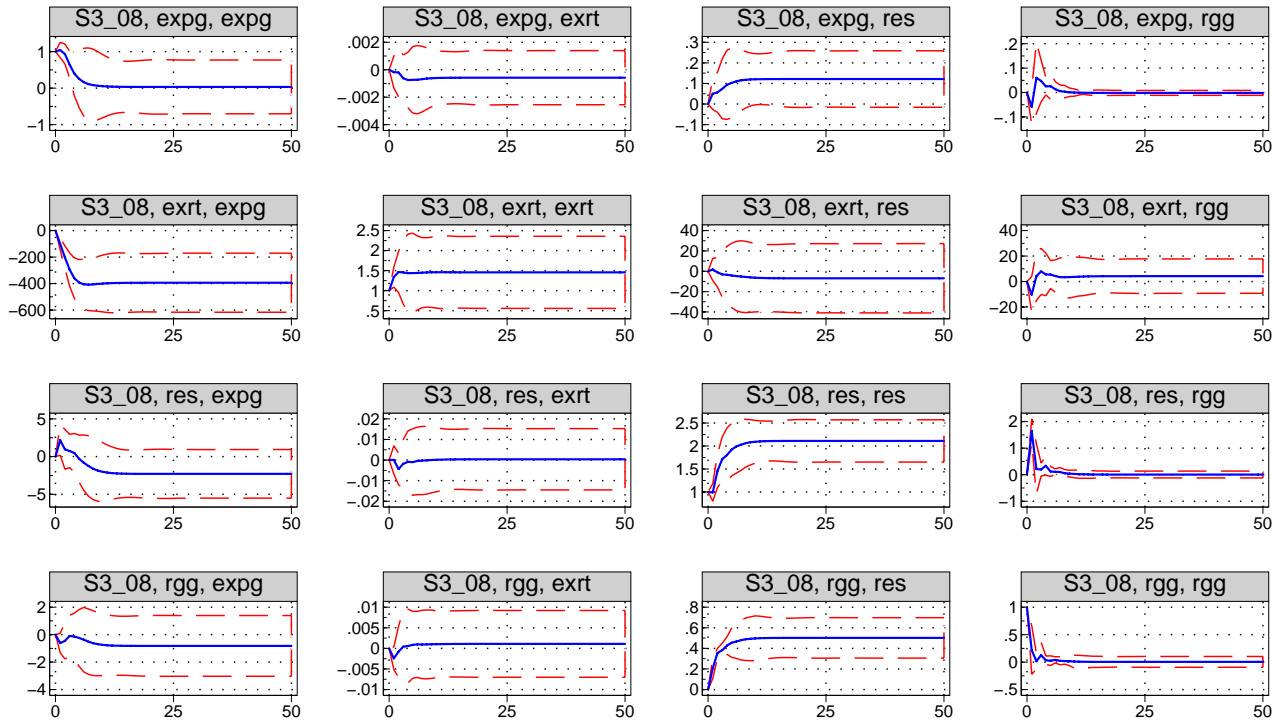 S3_08, expg, expg
1
0
−1
0 25 50
S3_08, expg, exrt
.002
0
−.002
−.004
0 25 50
S3_08, expg, res
.3
.2
.1
0
−.1
0 25 50
S3_08, expg, rgg
.2
.1
0
−.1
0 25 50
S3_08, exrt, expg
0
−200
−400
−600
0 25 50
S3_08, exrt, exrt
2.5
2
1.5
1
.5
0 25 50
S3_08, exrt, res
40
20
0
−20
−40
0 25 50
S3_08, exrt, rgg
40
20
0
−20
0 25 50
S3_08, res, expg
5
0
−5
0 25 50
S3_08, res, exrt
.02
.01
0
−.01
−.02
0 25 50
S3_08, res, res
2.5
2
1.5
1
0 25 50
S3_08, res, rgg
2
1
0
−1
0 25 50
S3_08, rgg, expg
2
0
−2
−4
0 25 50
S3_08, rgg, exrt
.01
.005
0
−.005
−.01
0 25 50
S3_08, rgg, res
.8
.6
.4
.2
0
0 25 50
S3_08, rgg, rgg
1
.5
0
−.5
0 25 50